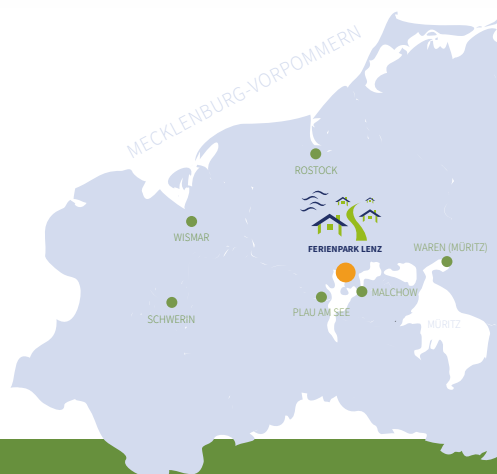 MECKLENBURG-VORPOMMERN
ROSTOCK
WISMAR
FERIENPARK LENZ
WAREN (MÜRITZ)
MALCHOW
PLAU AM SEE
SCHWERIN
MÜRITZ